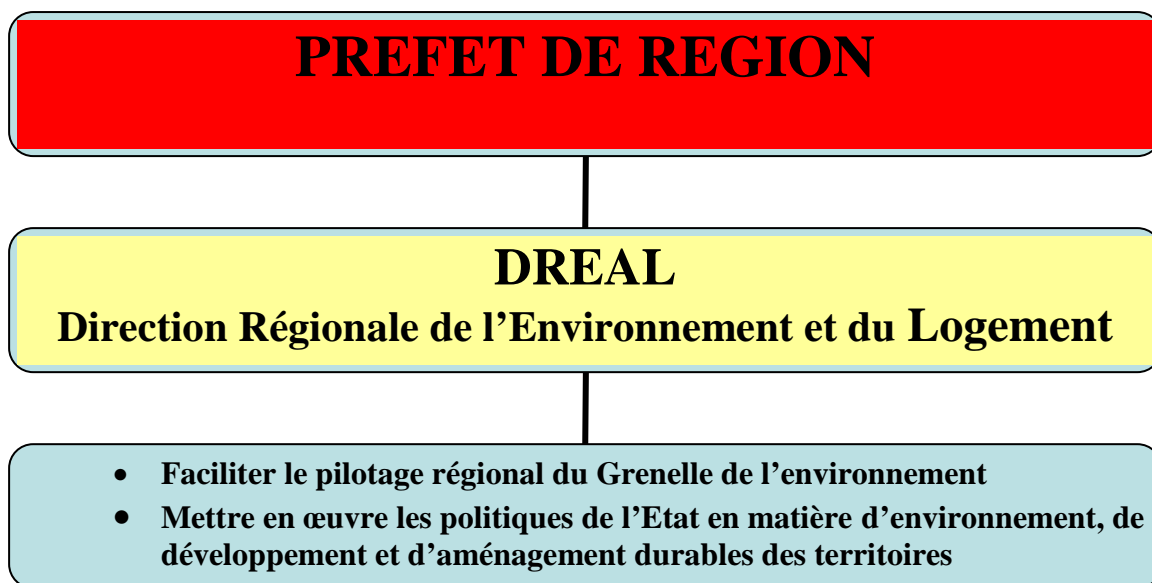 PREFET DE REGION
DREAL
Direction Régionale de l’Environnement et du Logement
• Faciliter le pilotage régional du Grenelle de l’environnement
• Mettre en œuvre les politiques de l’Etat en matière d’environnement, de
développement et d’aménagement durables des territoires